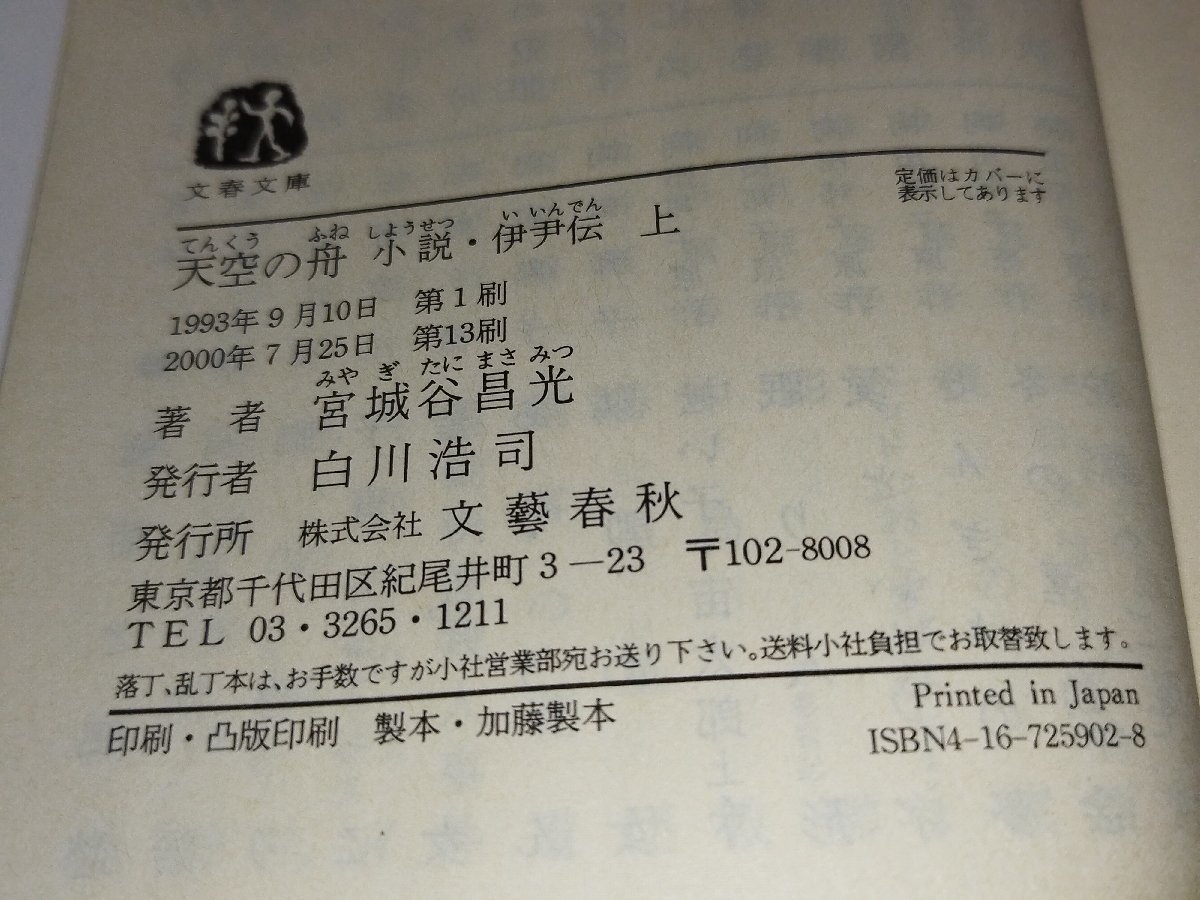 文春文庫
定価はカバーに
表示してあります
てんくう ふね しようせつ い いんでん
天空の舟 小説・伊尹伝 上
1993年9月10日 第1刷
2000年7月25日 第13刷
みや ぎ たに まさ みつ
著 者 宮城谷昌光
発行者 白川浩司
発行所 株式会社 文藝春秋
東京都千代田区紀尾井町3―23 〒102-8008
TEL 03・3265・1211
落丁、乱丁本は、お手数ですが小社営業部宛お送り下さい。送料小社負担でお取替致します。
印刷・凸版印刷 製本・加藤製本
Printed in Japan
ISBN4-16-725902-8